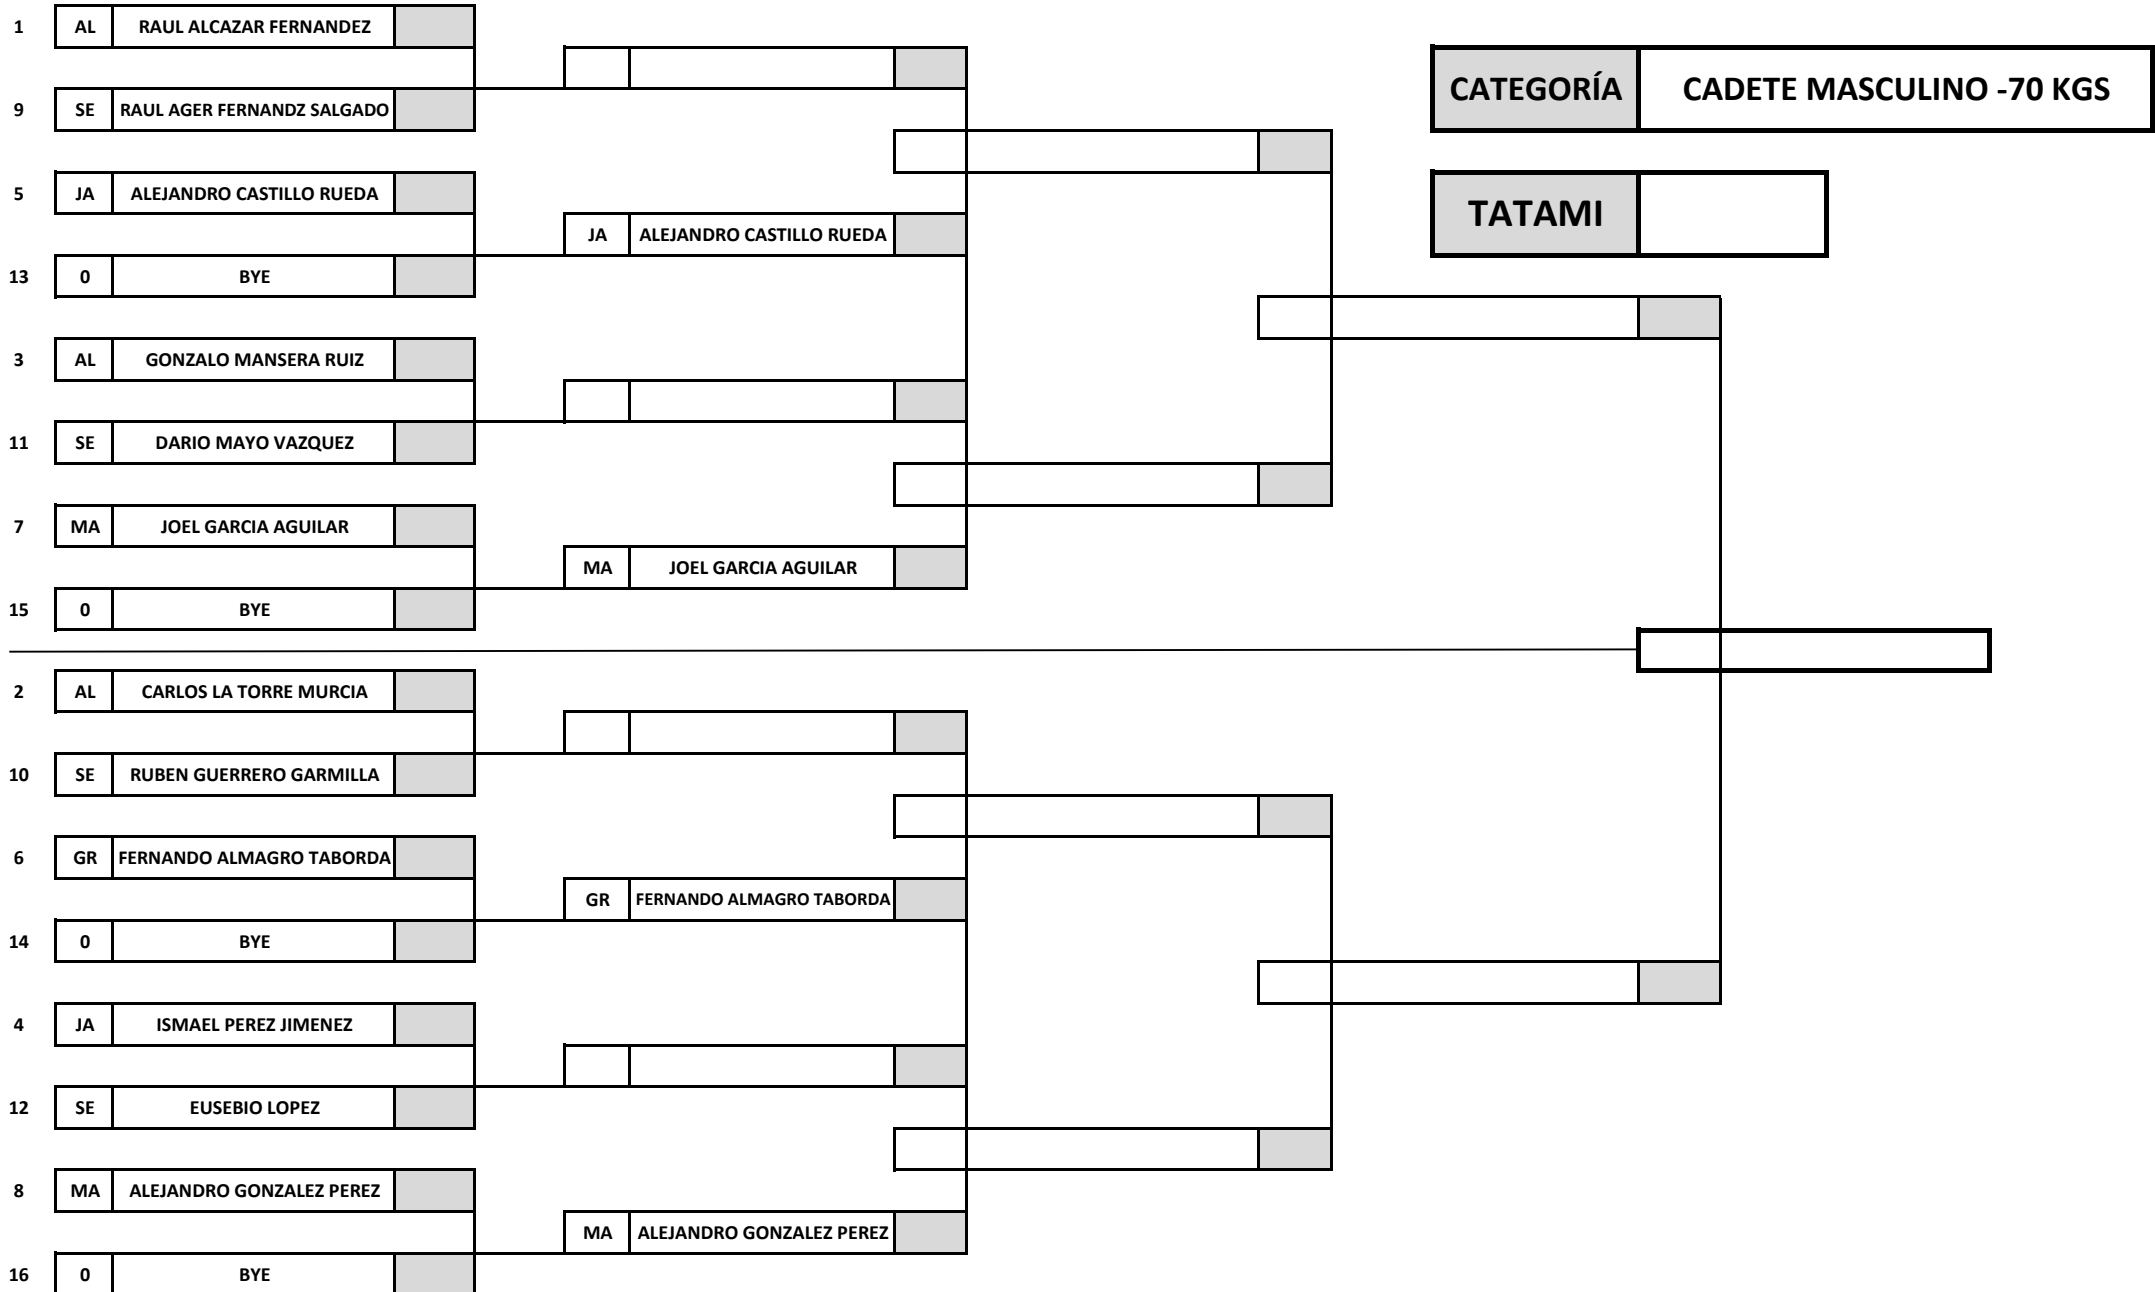 1 AL RAUL ALCAZAR FERNANDEZ
CATEGORÍA CADETE MASCULINO -70 KGS
9 SE RAUL AGER FERNANDZ SALGADO
5 JA ALEJANDRO CASTILLO RUEDA
TATAMI
JA ALEJANDRO CASTILLO RUEDA
13 0 BYE
3 AL GONZALO MANSERA RUIZ
11 SE DARIO MAYO VAZQUEZ
7 MA JOEL GARCIA AGUILAR
MA JOEL GARCIA AGUILAR
15 0 BYE
2 AL CARLOS LA TORRE MURCIA
10 SE RUBEN GUERRERO GARMILLA
6 GR FERNANDO ALMAGRO TABORDA
GR FERNANDO ALMAGRO TABORDA
14 0 BYE
4 JA ISMAEL PEREZ JIMENEZ
12 SE EUSEBIO LOPEZ
8 MA ALEJANDRO GONZALEZ PEREZ
MA ALEJANDRO GONZALEZ PEREZ
16 0 BYE